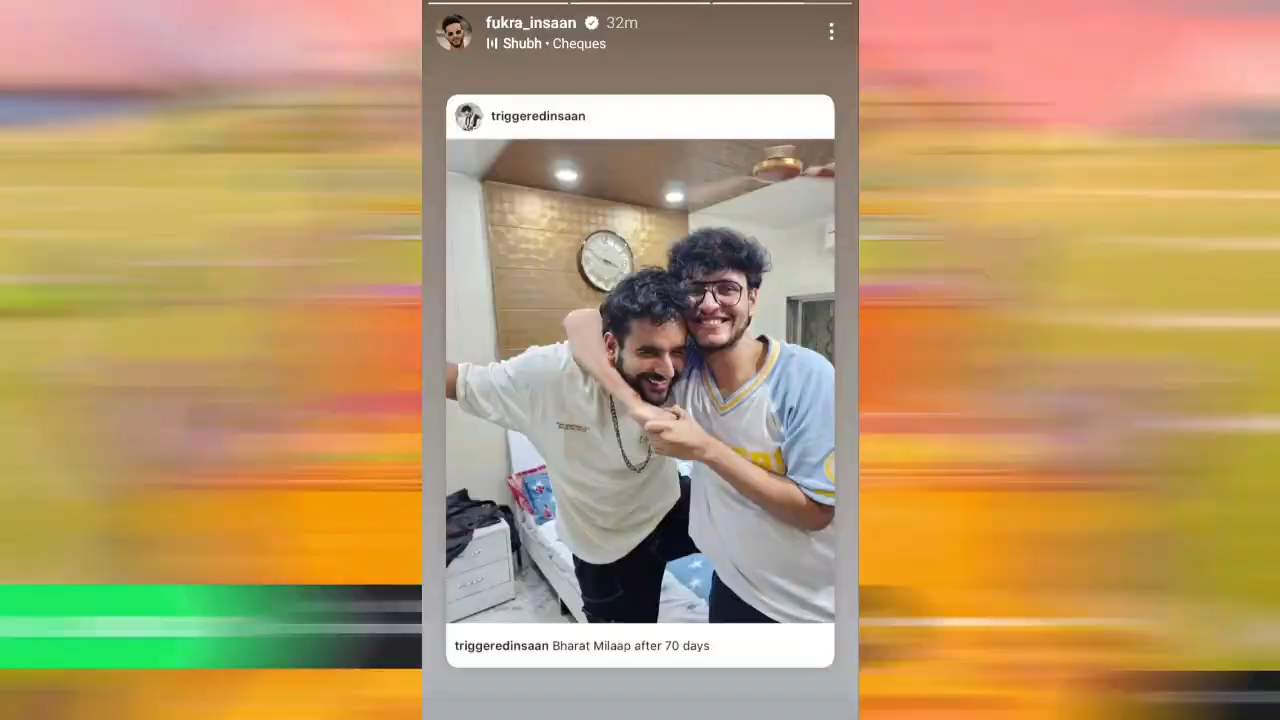 fukra_insaan 32m
Shubh • Cheques
triggeredinsaan
triggeredinsaan Bharat Milaap after 70 days